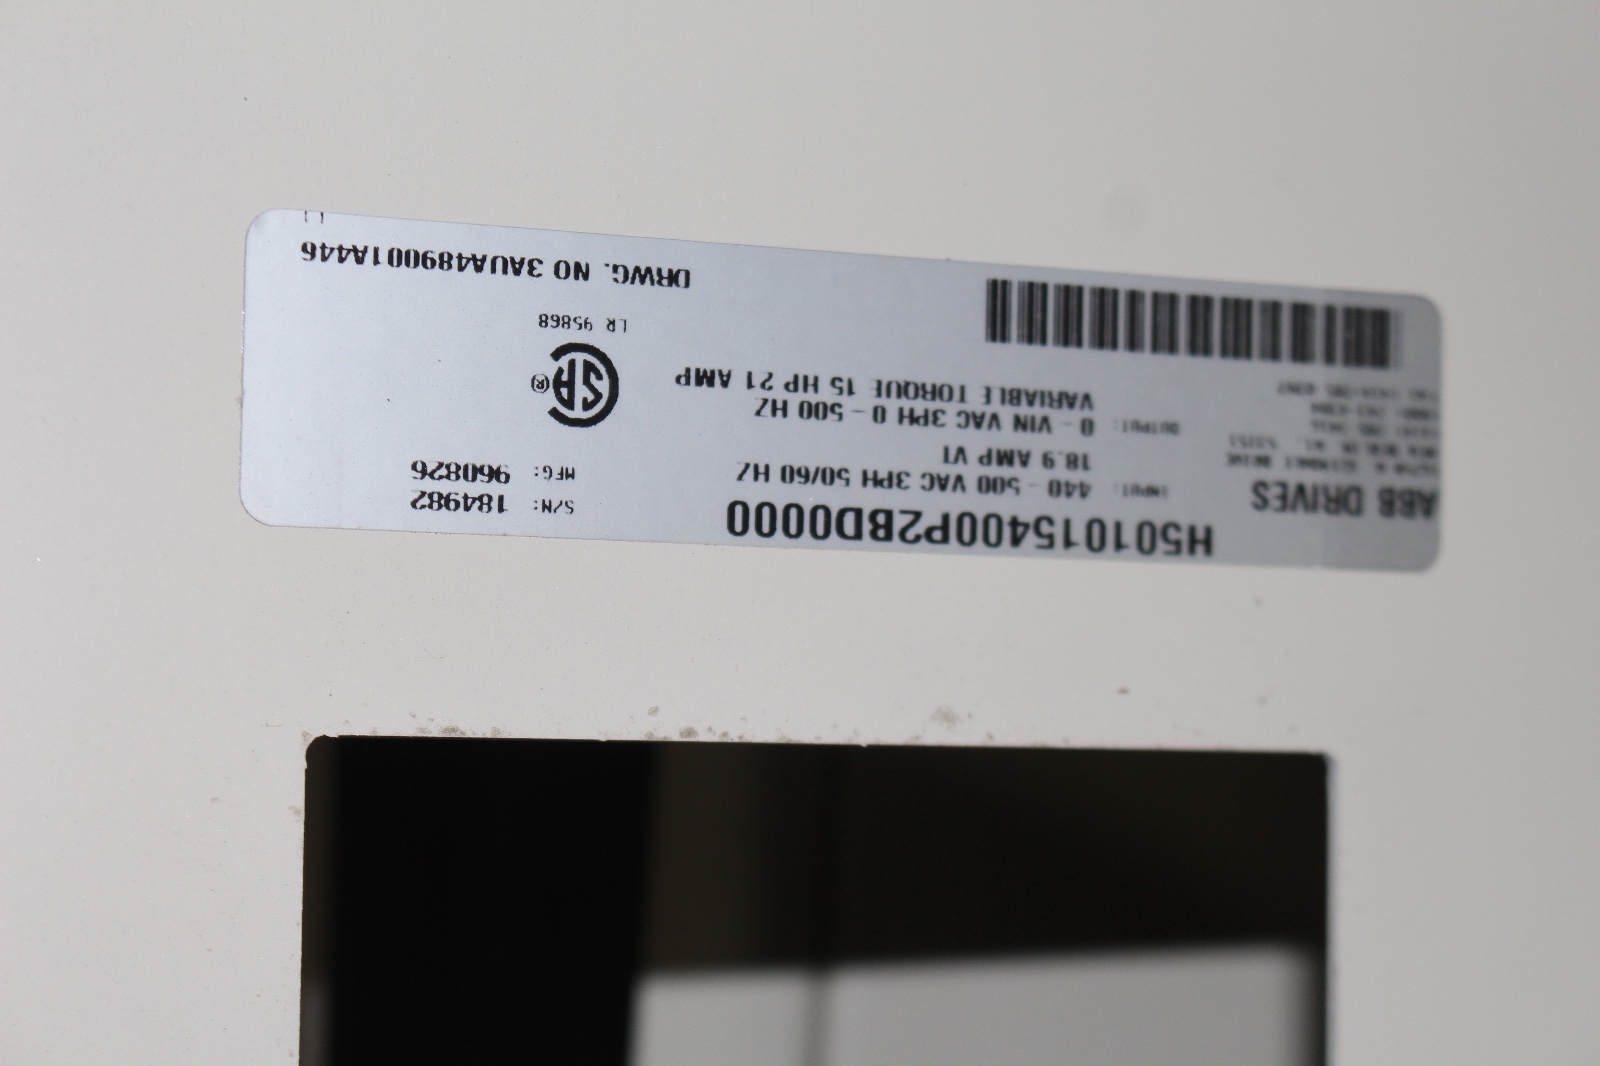 H501015400P2BD0000
ABB DRIVES
INPUT: 440 - 500 VAC 3PH 50/60 HZ
18.9 AMP VT
OUTPUT: 0 - VIN VAC 3PH 0 - 500 HZ
VARIABLE TORQUE 15 HP 21 AMP
S/N: 184982
MFG: 960826
LR 95868
DRWG. NO 3AUA489001A446